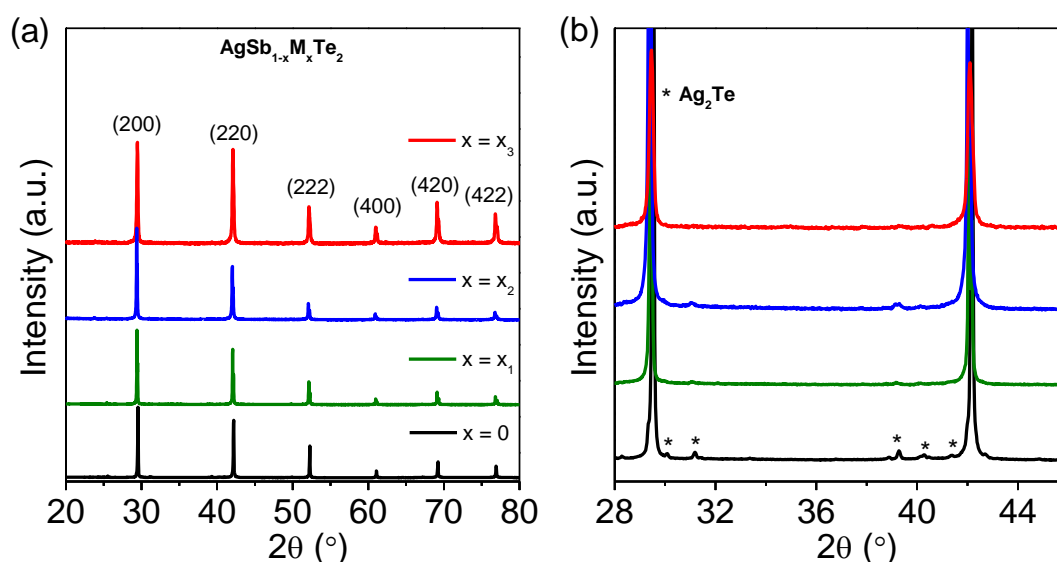 (a)
AgSb₁₋ₓMₓTe₂
(200)
(220)
(222)
(400)
(420)
(422)
x = x₃
x = x₂
x = x₁
x = 0
Intensity (a.u.)
20 30 40 50 60 70 80
2θ (°)
(b)
* Ag₂Te
* * * * *
Intensity (a.u.)
28 32 36 40 44
2θ (°)